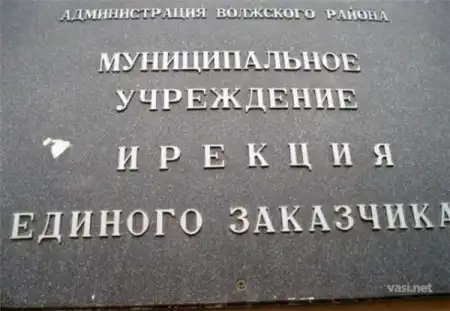 АДМИНИСТРАЦИЯ ВОЛЖСКОГО РАЙОНА
МУНИЦИПАЛЬНОЕ
УЧРЕЖДЕНИЕ
ИРЕКЦИЯ
ЕДИНОГО ЗАКАЗЧИКА
vasi.net